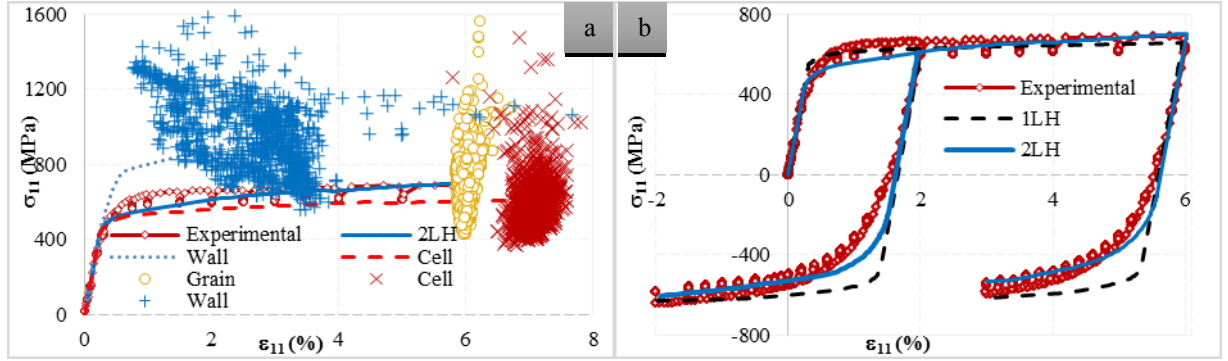 a
b
1600
1200
800
400
0
σ11 (MPa)
0
2
4
6
8
ε11 (%)
Experimental
2LH
Wall
Cell
Grain
Cell
Wall
800
400
0
-400
-800
σ11 (MPa)
-2
0
2
4
6
ε11 (%)
Experimental
1LH
2LH